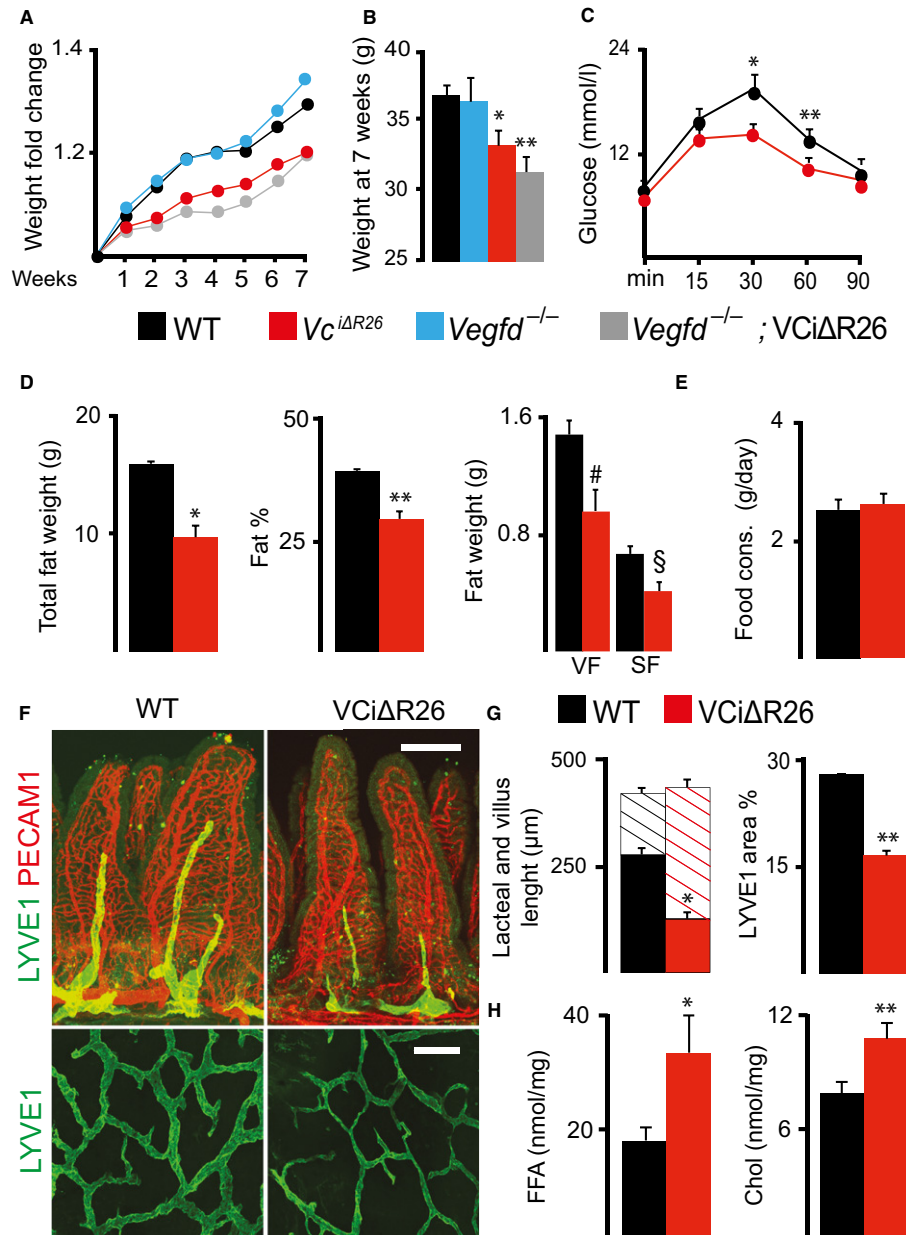 A
Weight fold change
1.4
1.2
1
Weeks 1 2 3 4 5 6 7
B
Weight at 7 weeks (g)
40
35
30
25
*
**
C
Glucose (mmol/l)
24
12
*
**
min 15 30 60 90
WT Vc iΔR26 Vegfd −/− Vegfd −/− ; VCiΔR26
D
Total fat weight (g)
20
10
*
Fat %
50
25
**
Fat weight (g)
1.6
0.8
#
§
VF SF
E
Food cons. (g/day)
4
2
0
WT VCiΔR26
F
WT VCiΔR26
LYVE1 PECAM1
LYVE1
G
Lacteal and villus
lenght (µm)
500
250
*
LYVE1 area %
30
15
**
H
FFA (nmol/mg)
40
20
*
Chol (nmol/mg)
12
6
**